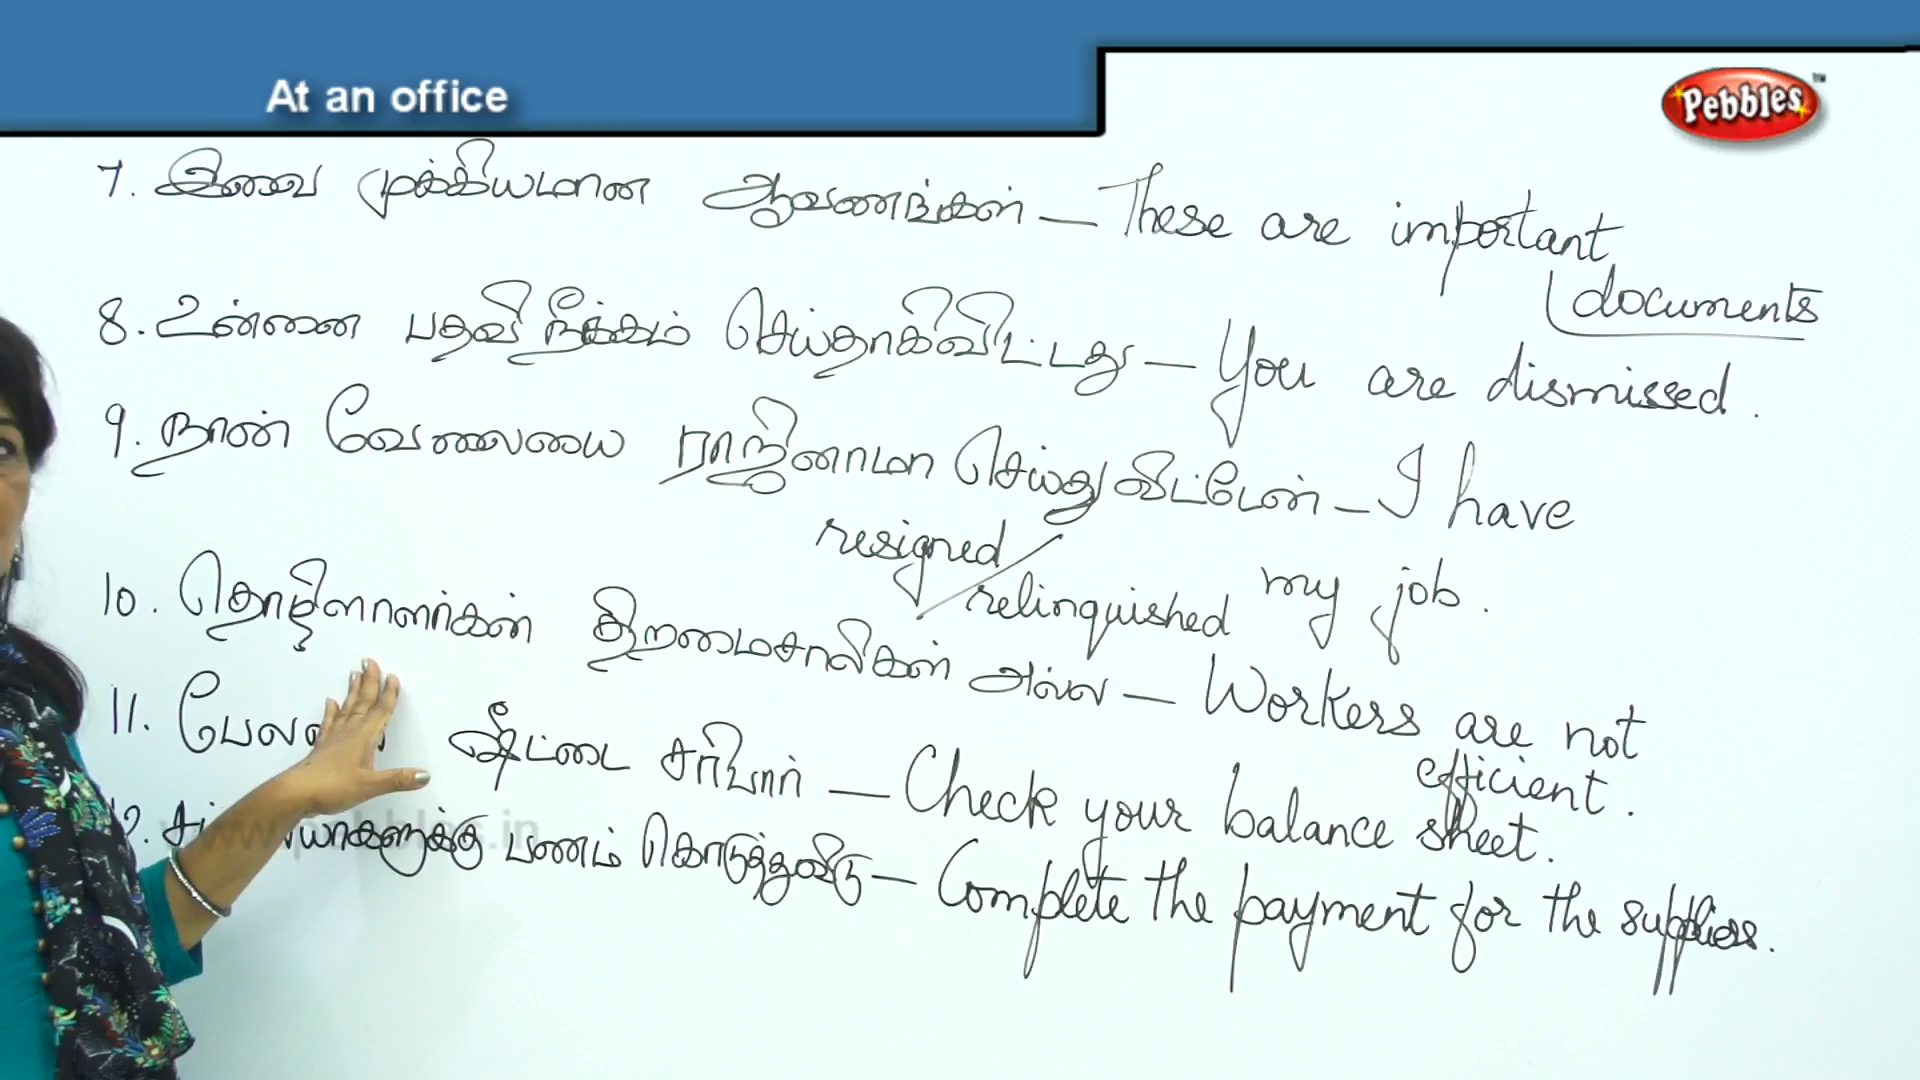 At an office
Pebbles™
7. இவை முக்கியமான ஆவணங்கள் — These are important
documents
8. உன்னை பதவி நீக்கம் செய்தாகிவிட்டது — You are dismissed.
9. நான் வேலையை ராஜினாமா செய்து விட்டேன் — I have
resigned / relinquished my job.
10. தொழிளாளர்கள் திறமைசாலிகள் அல்ல — Workers are not
efficient.
11. ஷீட்டை சரிபார் — Check your balance sheet.
12. பணம் கொடுத்துவிடு — Complete the payment for the suppliers.